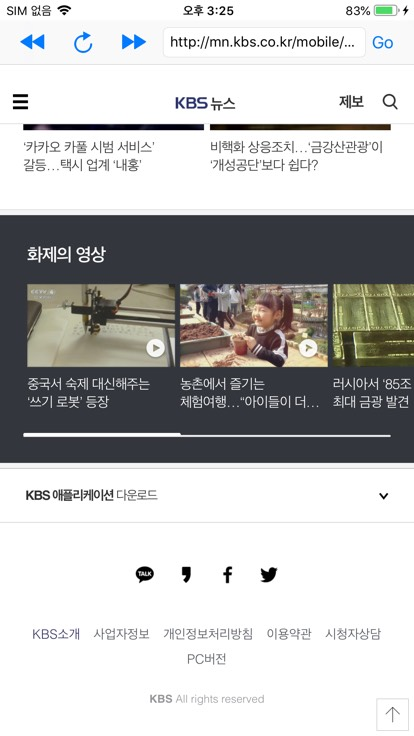 SIM 없음 오후 3:25 83%
http://mn.kbs.co.kr/mobile/... Go
KBS 뉴스 제보
‘카카오 카풀 시범 서비스’
갈등...택시 업계 ‘내홍’
비핵화 상응조치...‘금강산관광’이
‘개성공단’보다 쉽다?
화제의 영상
중국서 숙제 대신해주는
‘쓰기 로봇’ 등장
농촌에서 즐기는
체험여행...“아이들이 더...
러시아서 ‘85조
최대 금광 발견
KBS 애플리케이션 다운로드
TALK
KBS소개 사업자정보 개인정보처리방침 이용약관 시청자상담
PC버전
KBS All rights reserved